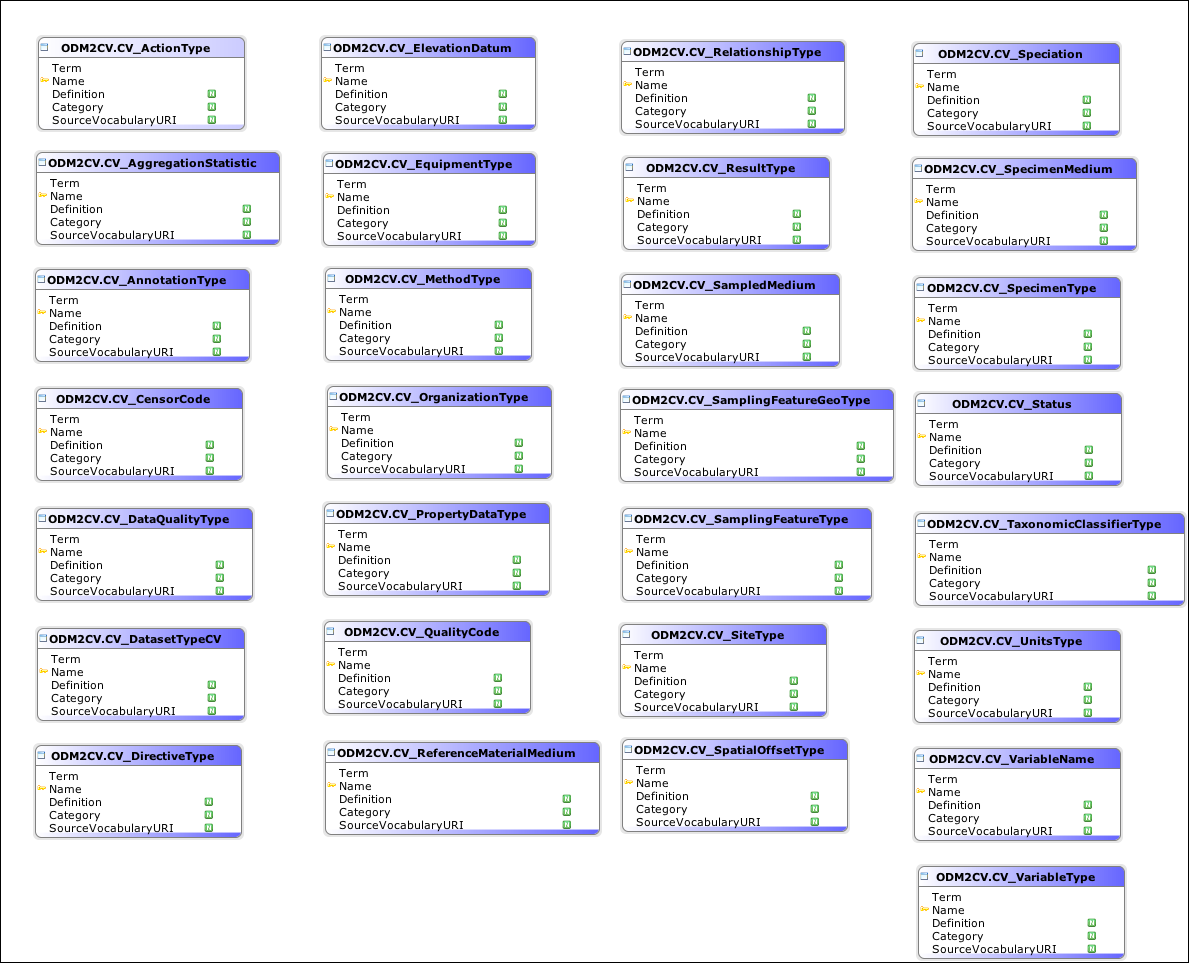 ODM2CV.CV_ActionType
Term
Name
Definition N
Category N
SourceVocabularyURI N
ODM2CV.CV_AggregationStatistic
Term
Name
Definition N
Category N
SourceVocabularyURI N
ODM2CV.CV_AnnotationType
Term
Name
Definition N
Category N
SourceVocabularyURI N
ODM2CV.CV_CensorCode
Term
Name
Definition N
Category N
SourceVocabularyURI N
ODM2CV.CV_DataQualityType
Term
Name
Definition N
Category N
SourceVocabularyURI N
ODM2CV.CV_DatasetTypeCV
Term
Name
Definition N
Category N
SourceVocabularyURI N
ODM2CV.CV_DirectiveType
Term
Name
Definition N
Category N
SourceVocabularyURI N
ODM2CV.CV_ElevationDatum
Term
Name
Definition N
Category N
SourceVocabularyURI N
ODM2CV.CV_EquipmentType
Term
Name
Definition N
Category N
SourceVocabularyURI N
ODM2CV.CV_MethodType
Term
Name
Definition N
Category N
SourceVocabularyURI N
ODM2CV.CV_OrganizationType
Term
Name
Definition N
Category N
SourceVocabularyURI N
ODM2CV.CV_PropertyDataType
Term
Name
Definition N
Category N
SourceVocabularyURI N
ODM2CV.CV_QualityCode
Term
Name
Definition N
Category N
SourceVocabularyURI N
ODM2CV.CV_ReferenceMaterialMedium
Term
Name
Definition N
Category N
SourceVocabularyURI N
ODM2CV.CV_RelationshipType
Term
Name
Definition N
Category N
SourceVocabularyURI N
ODM2CV.CV_ResultType
Term
Name
Definition N
Category N
SourceVocabularyURI N
ODM2CV.CV_SampledMedium
Term
Name
Definition N
Category N
SourceVocabularyURI N
ODM2CV.CV_SamplingFeatureGeoType
Term
Name
Definition N
Category N
SourceVocabularyURI N
ODM2CV.CV_SamplingFeatureType
Term
Name
Definition N
Category N
SourceVocabularyURI N
ODM2CV.CV_SiteType
Term
Name
Definition N
Category N
SourceVocabularyURI N
ODM2CV.CV_SpatialOffsetType
Term
Name
Definition N
Category N
SourceVocabularyURI N
ODM2CV.CV_Speciation
Term
Name
Definition N
Category N
SourceVocabularyURI N
ODM2CV.CV_SpecimenMedium
Term
Name
Definition N
Category N
SourceVocabularyURI N
ODM2CV.CV_SpecimenType
Term
Name
Definition N
Category N
SourceVocabularyURI N
ODM2CV.CV_Status
Term
Name
Definition N
Category N
SourceVocabularyURI N
ODM2CV.CV_TaxonomicClassifierType
Term
Name
Definition N
Category N
SourceVocabularyURI N
ODM2CV.CV_UnitsType
Term
Name
Definition N
Category N
SourceVocabularyURI N
ODM2CV.CV_VariableName
Term
Name
Definition N
Category N
SourceVocabularyURI N
ODM2CV.CV_VariableType
Term
Name
Definition N
Category N
SourceVocabularyURI N